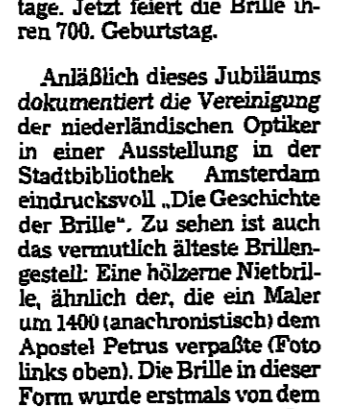 tage. Jetzt feiert die Brille ih-
ren 700. Geburtstag.
Anläßlich dieses Jubiläums
dokumentiert die Vereinigung
der niederländischen Optiker
in einer Ausstellung in der
Stadtbibliothek Amsterdam
eindrucksvoll „Die Geschichte
der Brille“. Zu sehen ist auch
das vermutlich älteste Brillen-
gestell: Eine hölzerne Nietbril-
le, ähnlich der, die ein Maler
um 1400 (anachronistisch) dem
Apostel Petrus verpaßte (Foto
links oben). Die Brille in dieser
Form wurde erstmals von dem